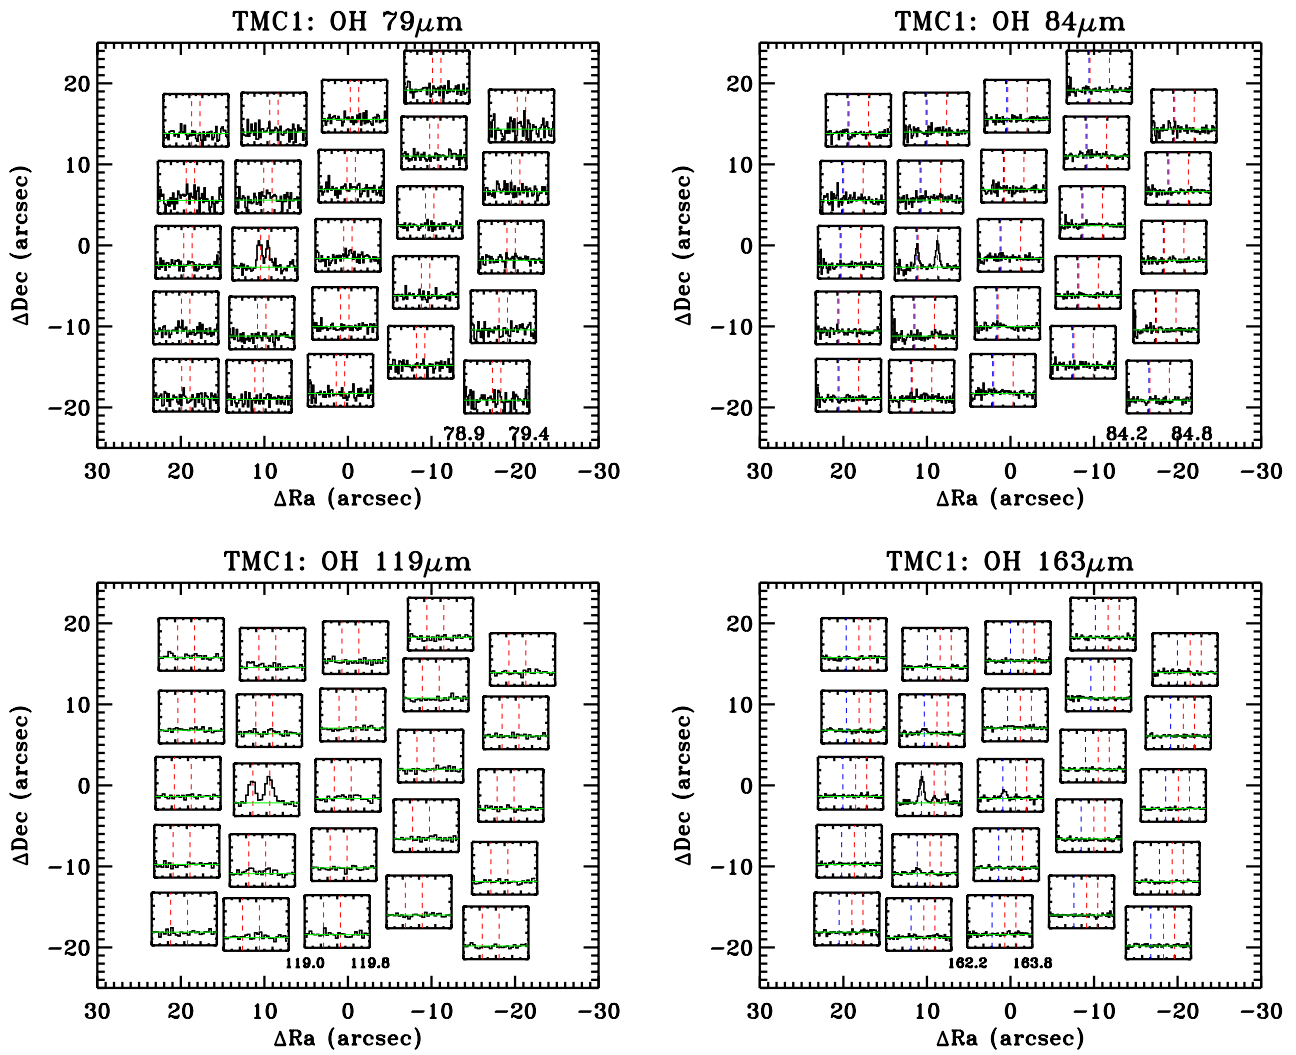 TMC1: OH 79μm
TMC1: OH 84μm
ΔDec (arcsec)
20
10
0
-10
-20
78.9 79.4
30 20 10 0 -10 -20 -30
ΔRa (arcsec)
ΔDec (arcsec)
20
10
0
-10
-20
84.2 84.8
30 20 10 0 -10 -20 -30
ΔRa (arcsec)
TMC1: OH 119μm
TMC1: OH 163μm
ΔDec (arcsec)
20
10
0
-10
-20
119.0 119.8
30 20 10 0 -10 -20 -30
ΔRa (arcsec)
ΔDec (arcsec)
20
10
0
-10
-20
162.2 163.8
30 20 10 0 -10 -20 -30
ΔRa (arcsec)